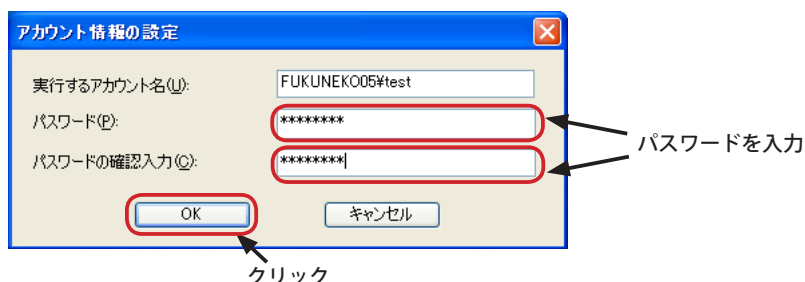 アカウント情報の設定
実行するアカウント名(U): FUKUNEKO05¥test
パスワード(P): ********
パスワードの確認入力(C): ********
パスワードを入力
OK キャンセル
クリック